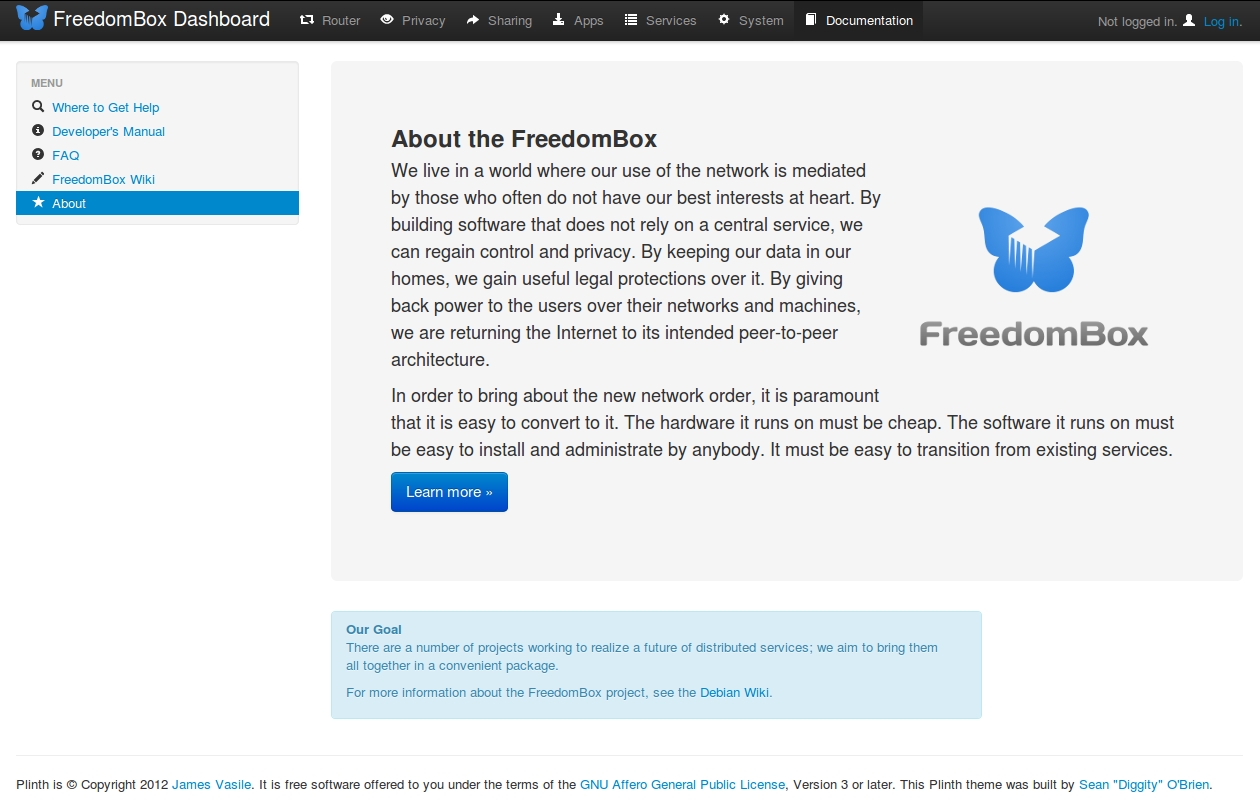 FreedomBox Dashboard
Router
Privacy
Sharing
Apps
Services
System
Documentation
Not logged in. Log in.
MENU
Where to Get Help
Developer's Manual
FAQ
FreedomBox Wiki
About
About the FreedomBox
We live in a world where our use of the network is mediated
by those who often do not have our best interests at heart. By
building software that does not rely on a central service, we
can regain control and privacy. By keeping our data in our
homes, we gain useful legal protections over it. By giving
back power to the users over their networks and machines,
we are returning the Internet to its intended peer-to-peer
architecture.
FreedomBox
In order to bring about the new network order, it is paramount
that it is easy to convert to it. The hardware it runs on must be cheap. The software it runs on must
be easy to install and administrate by anybody. It must be easy to transition from existing services.
Learn more »
Our Goal
There are a number of projects working to realize a future of distributed services; we aim to bring them
all together in a convenient package.
For more information about the FreedomBox project, see the Debian Wiki.
Plinth is © Copyright 2012 James Vasile. It is free software offered to you under the terms of the GNU Affero General Public License, Version 3 or later. This Plinth theme was built by Sean "Diggity" O'Brien.